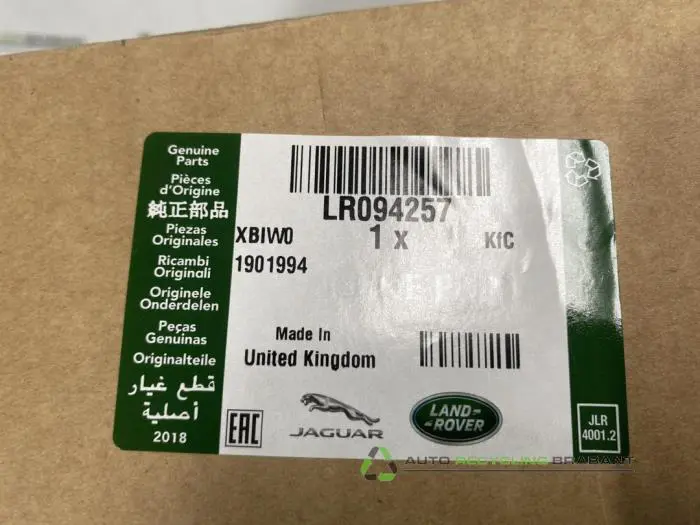 Genuine
Parts
Pièces
d'Origine
純正部品
Piezas
Originales
Ricambi
Originali
Originele
Onderdelen
Peças
Genuinas
Originalteile
قطع غيار
أصلية
2018
LR094257
XBIW0
1 x
KfC
1901994
Made In
United Kingdom
EAC
JAGUAR
LAND-
-ROVER
JLR
4001.2
AUTO RECYCLING BRABANT